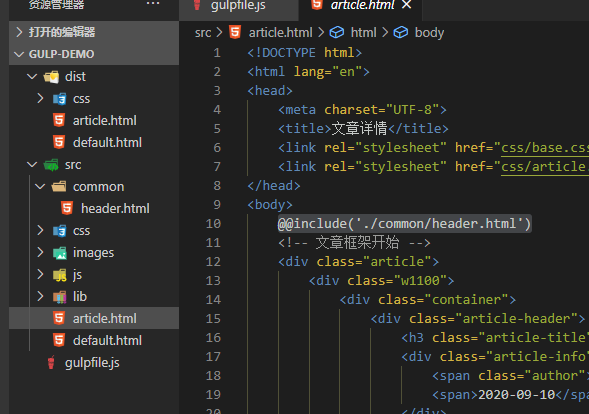 资源管理器
···
打开的编辑器
GULP-DEMO
dist
css
article.html
default.html
src
common
header.html
css
images
js
lib
article.html
default.html
gulpfile.js
gulpfile.js
article.html
src > article.html > html > body
1 <!DOCTYPE html>
2 <html lang="en">
3 <head>
4 <meta charset="UTF-8">
5 <title>文章详情</title>
6 <link rel="stylesheet" href="css/base.css
7 <link rel="stylesheet" href="css/article.
8 </head>
9 <body>
10 @@include('./common/header.html')
11 <!-- 文章框架开始 -->
12 <div class="article">
13 <div class="w1100">
14 <div class="container">
15 <div class="article-header">
16 <h3 class="article-title"
17 <div class="article-info"
18 <span class="author">
19 <span>2020-09-10</spa
20 </div>